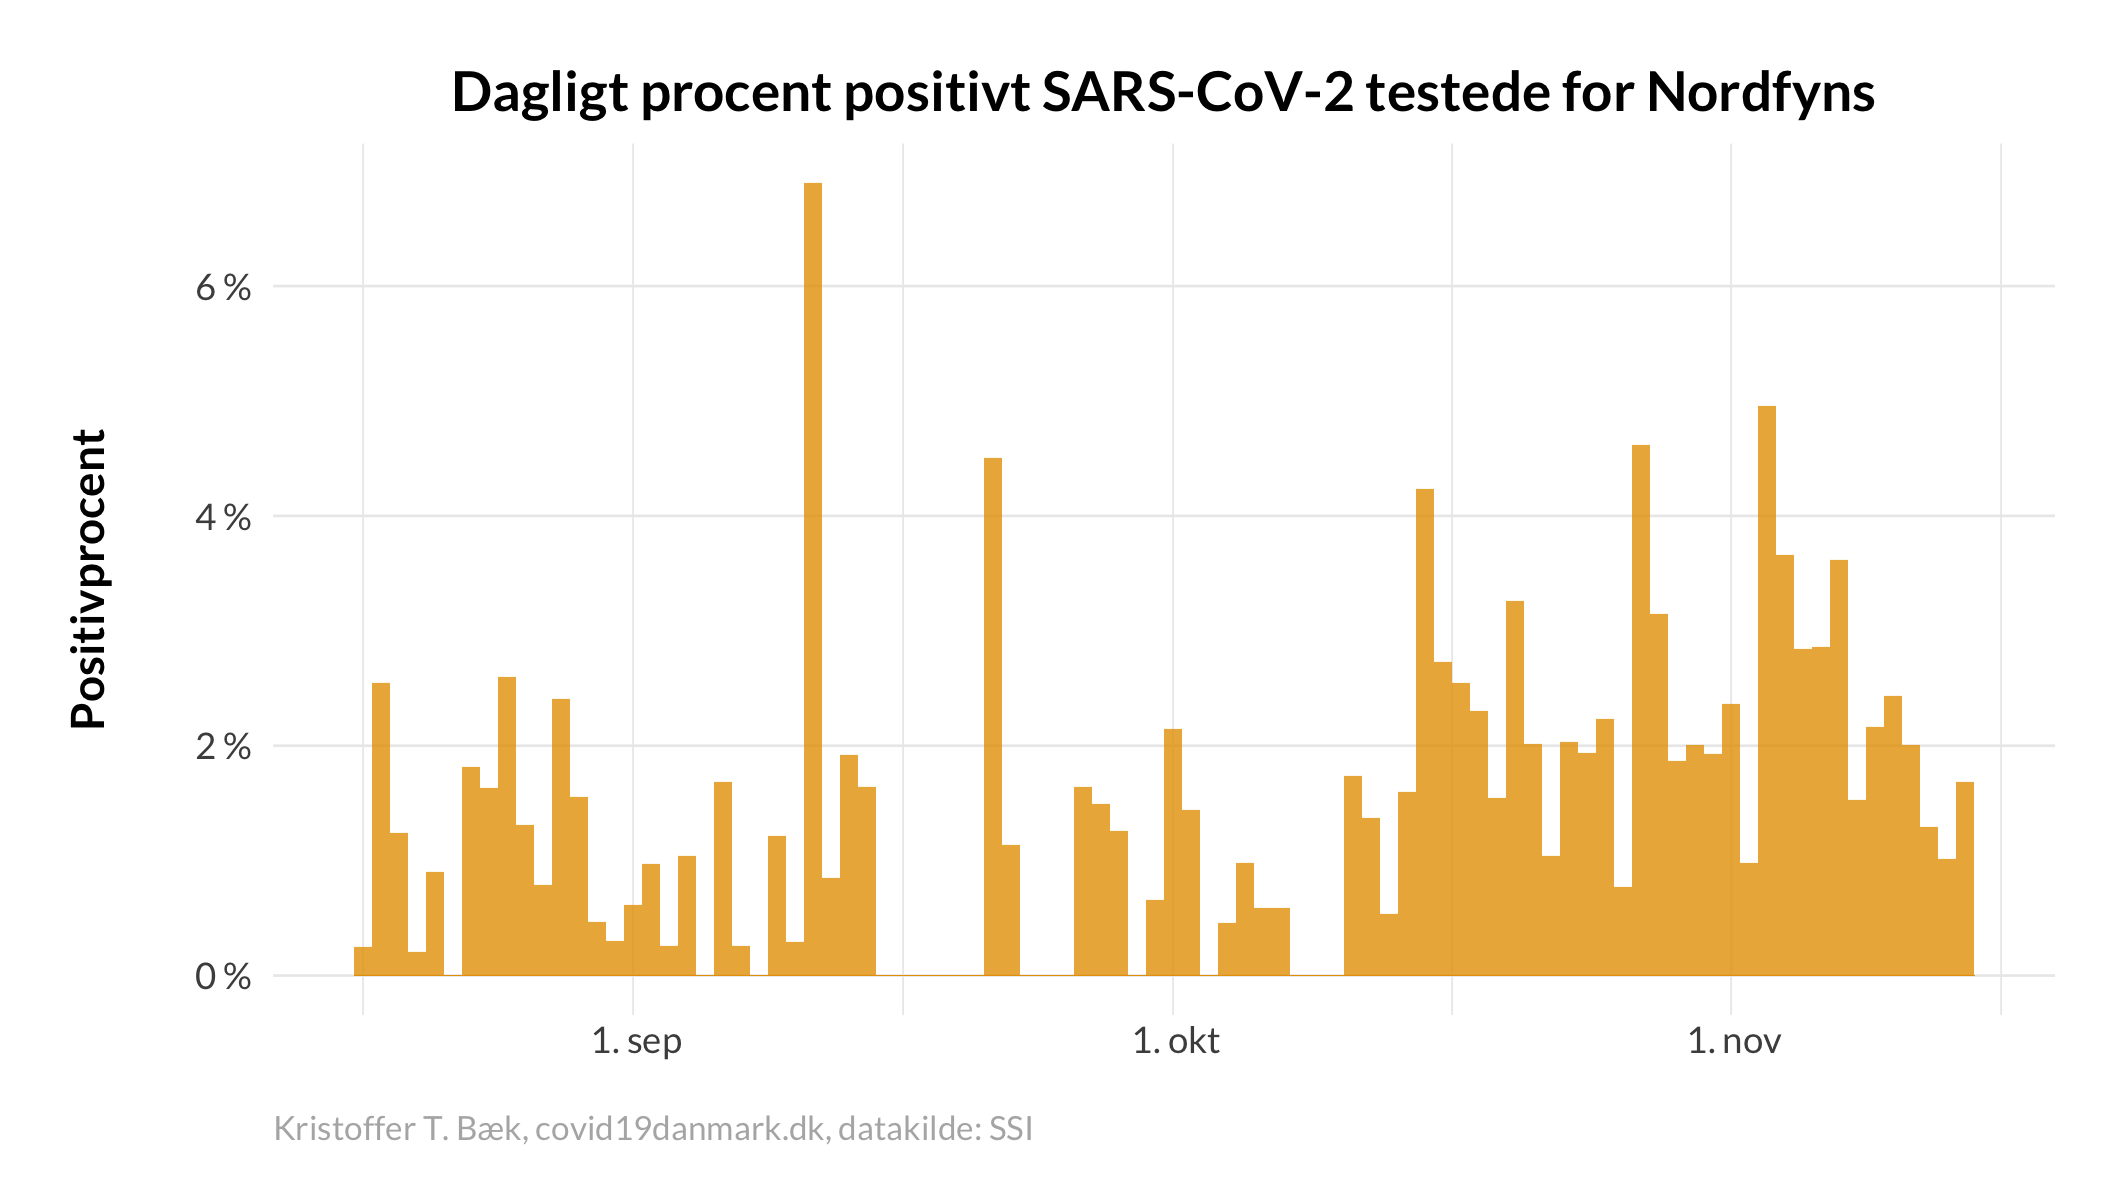 Dagligt procent positivt SARS-CoV-2 testede for Nordfyns
Positivprocent
6 %
4 %
2 %
0 %
1. sep
1. okt
1. nov
Kristoffer T. Bæk, covid19danmark.dk, datakilde: SSI